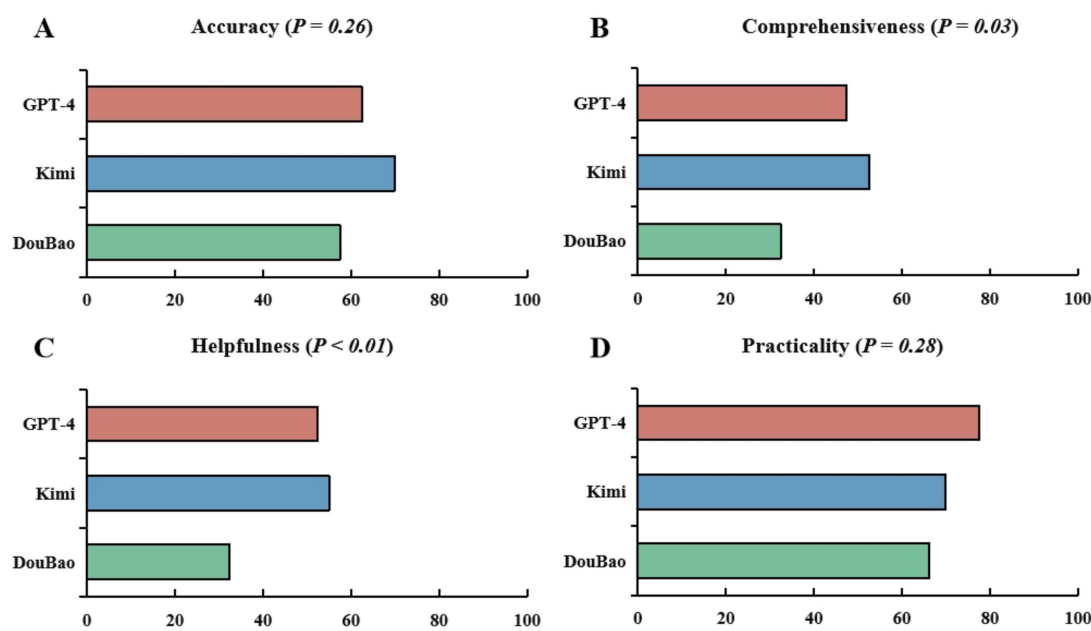 A Accuracy (P = 0.26)
GPT-4
Kimi
DouBao
0 20 40 60 80 100
B Comprehensiveness (P = 0.03)
GPT-4
Kimi
DouBao
0 20 40 60 80 100
C Helpfulness (P < 0.01)
GPT-4
Kimi
DouBao
0 20 40 60 80 100
D Practicality (P = 0.28)
GPT-4
Kimi
DouBao
0 20 40 60 80 100